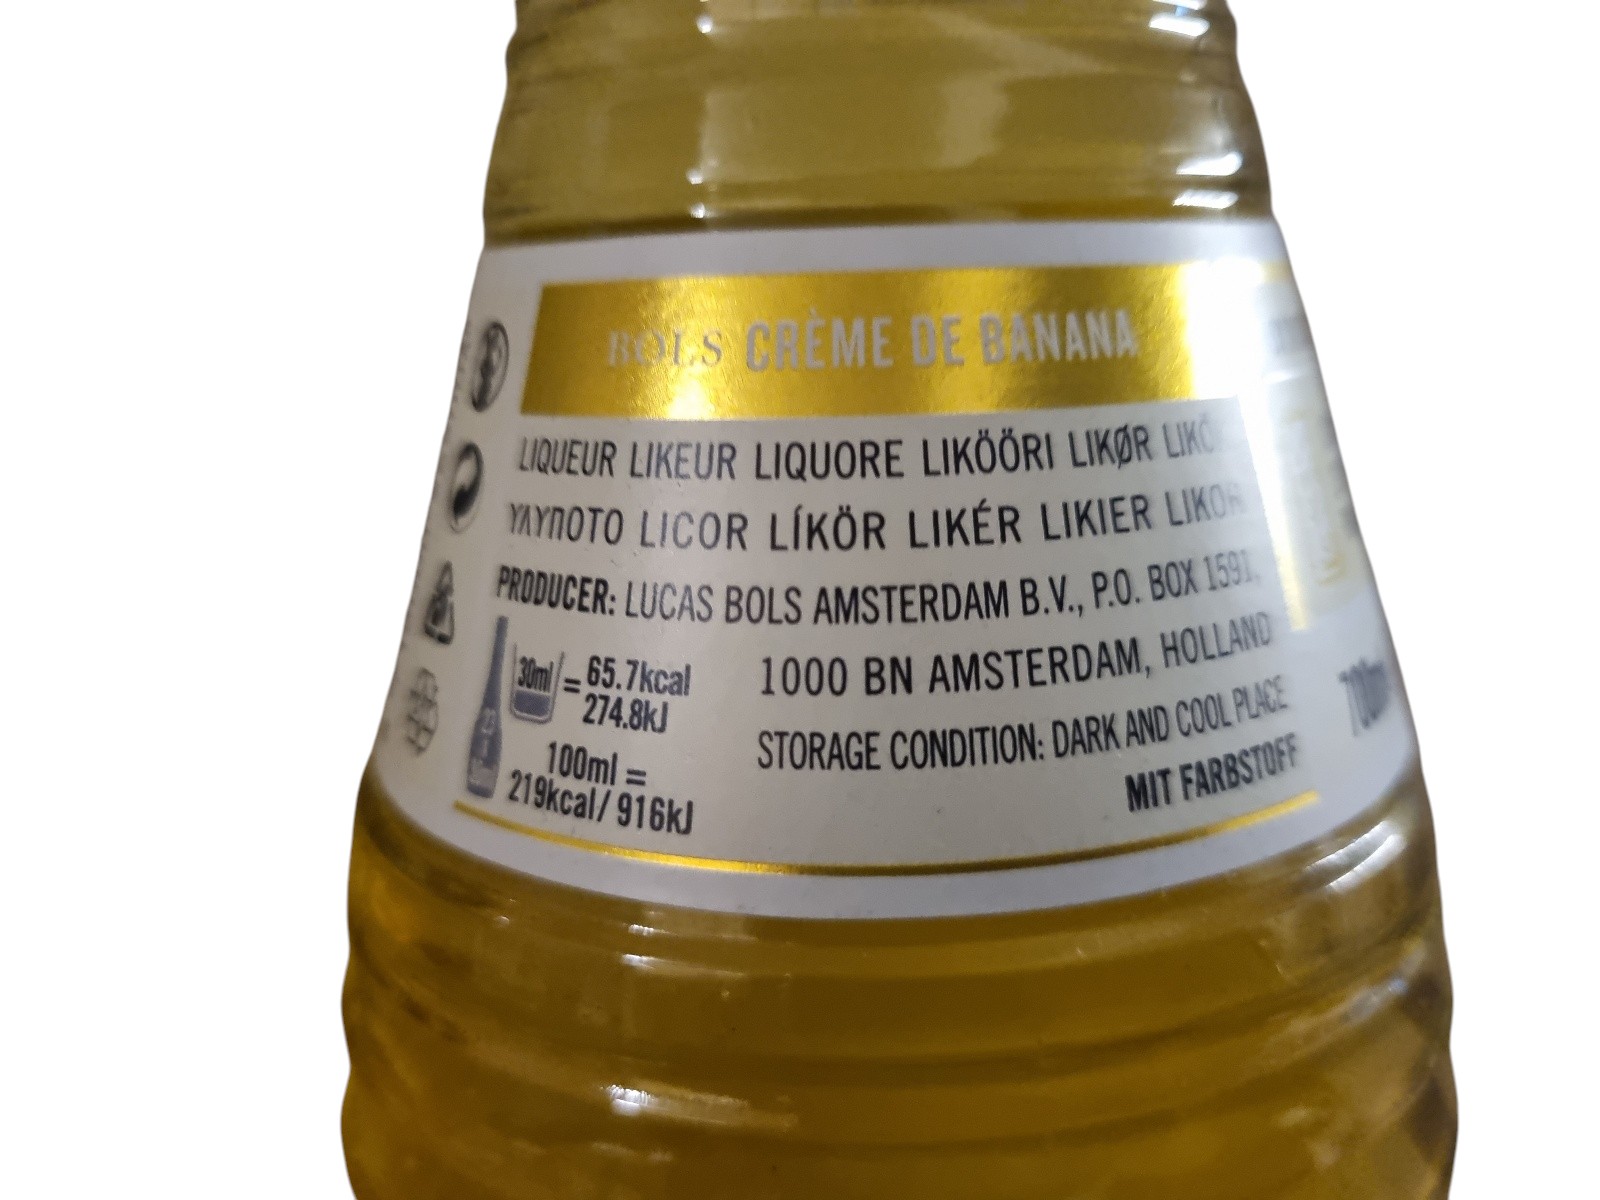 BOLS CRÈME DE BANANA
LIQUEUR LIKEUR LIQUORE LIKÖÖRI LIKØR
ΥΛΥΠΟΤΟ LICOR LÍKÖR LIKÉR LIKIER
PRODUCER: LUCAS BOLS AMSTERDAM B.V., P.O. BOX 1591,
1000 BN AMSTERDAM, HOLLAND
STORAGE CONDITION: DARK AND COOL PLACE
MIT FARBSTOFF
30ml = 65.7kcal
274.8kJ
100ml =
219kcal/ 916kJ